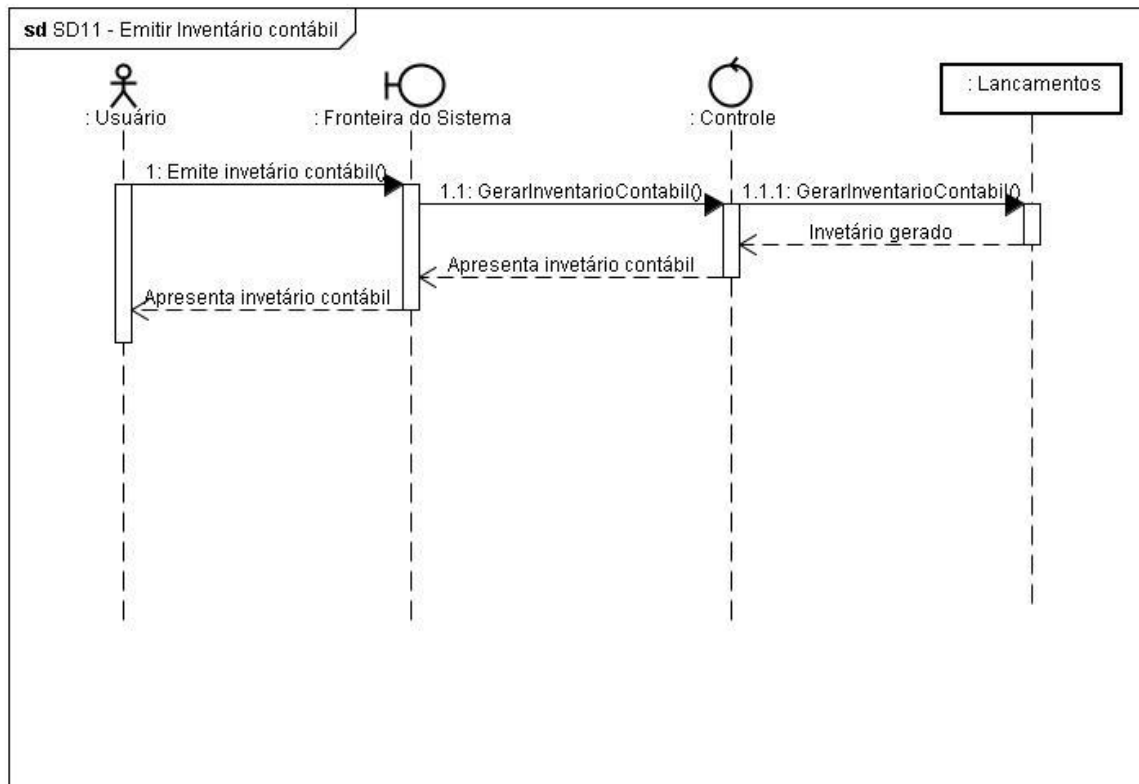 sd SD11 - Emitir Inventário contábil
: Usuário
: Fronteira do Sistema
: Controle
: Lancamentos
1: Emite invetário contábil()
1.1: GerarInventarioContabil()
1.1.1: GerarInventarioContabil()
Invetário gerado
Apresenta invetário contábil
Apresenta invetário contábil